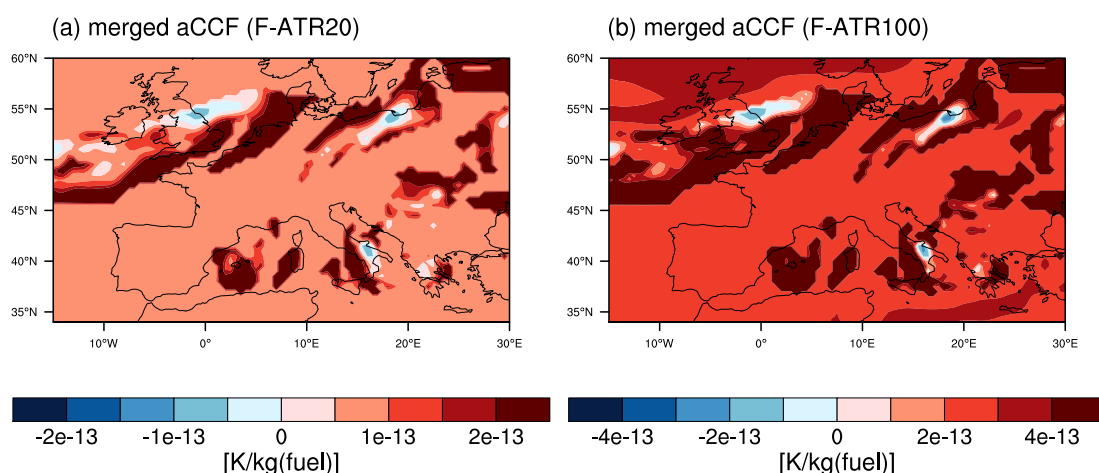 (a) merged aCCF (F-ATR20)
(b) merged aCCF (F-ATR100)
60°N
55°N
50°N
45°N
40°N
35°N
10°W 0° 10°E 20°E 30°E
60°N
55°N
50°N
45°N
40°N
35°N
10°W 0° 10°E 20°E 30°E
-2e-13 -1e-13 0 1e-13 2e-13
[K/kg(fuel)]
-4e-13 -2e-13 0 2e-13 4e-13
[K/kg(fuel)]